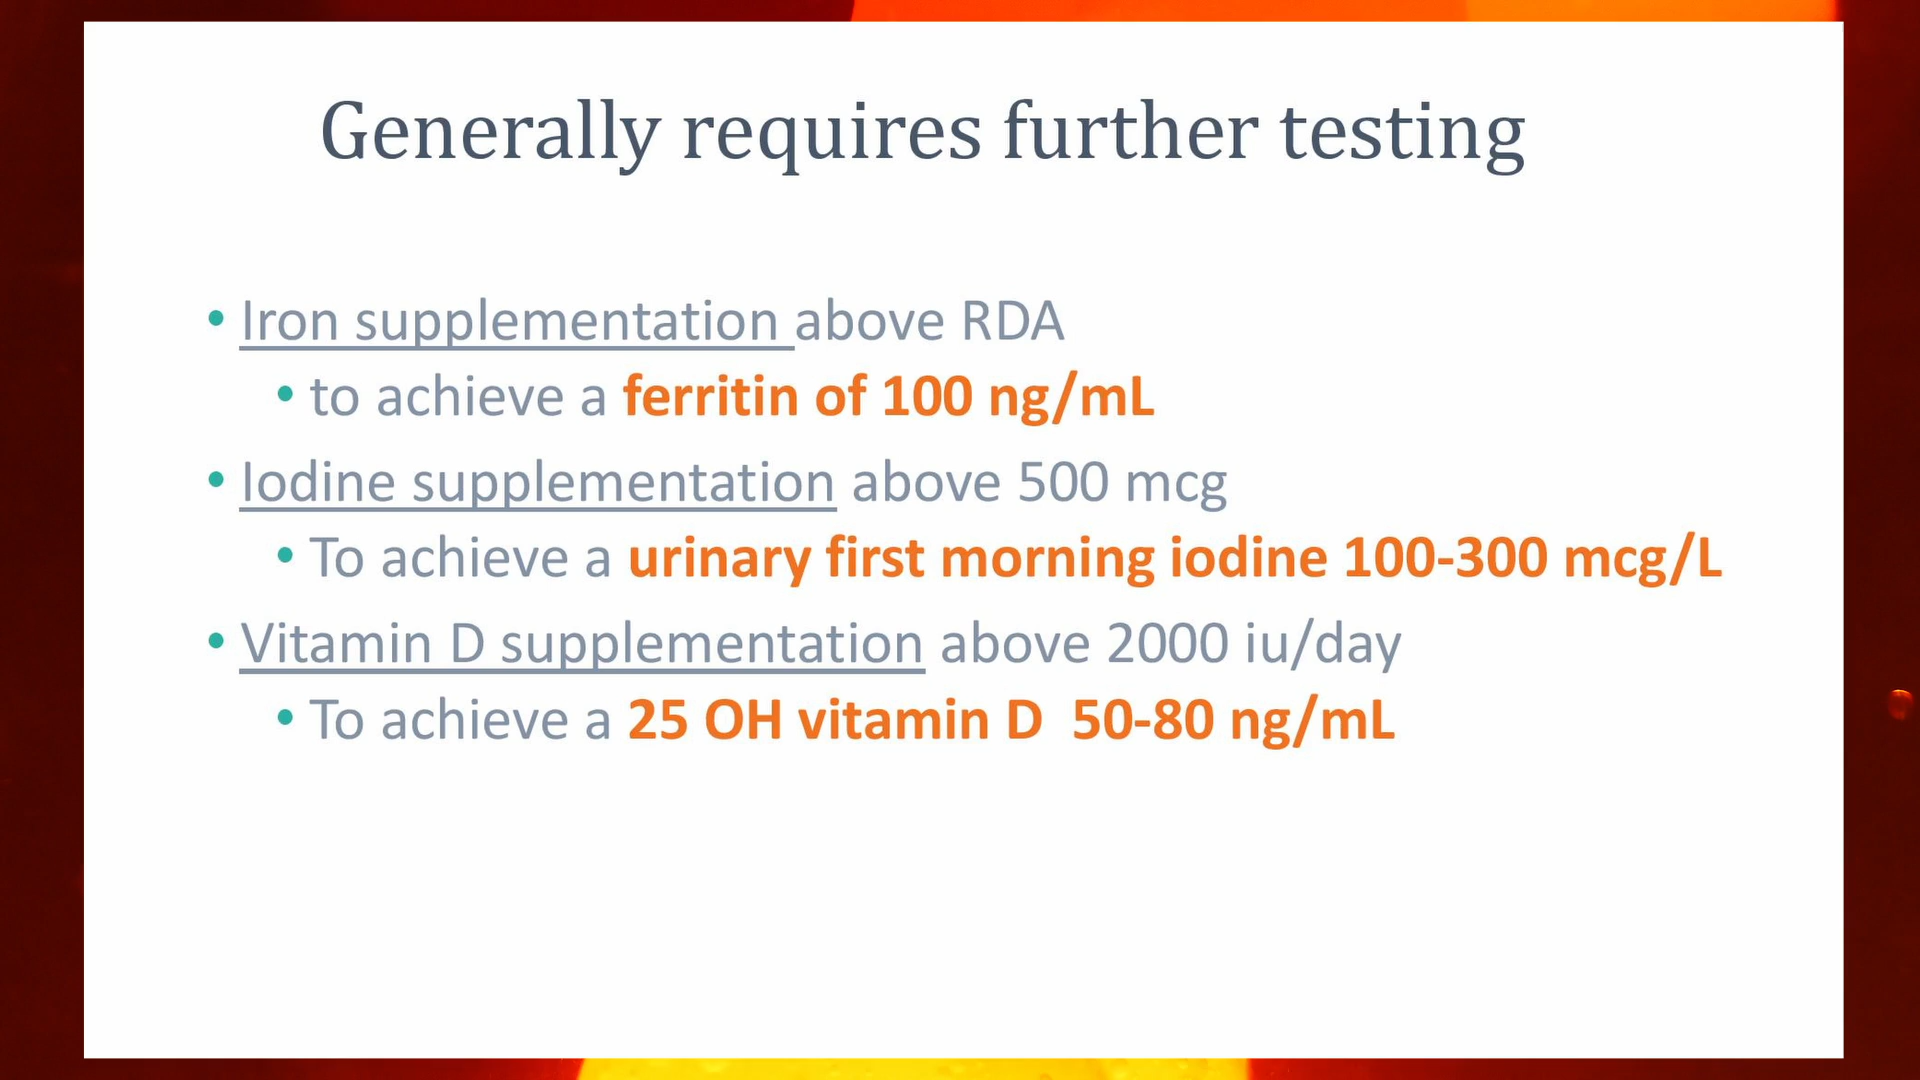 Generally requires further testing
• Iron supplementation above RDA
• to achieve a ferritin of 100 ng/mL
• Iodine supplementation above 500 mcg
• To achieve a urinary first morning iodine 100-300 mcg/L
• Vitamin D supplementation above 2000 iu/day
• To achieve a 25 OH vitamin D  50-80 ng/mL